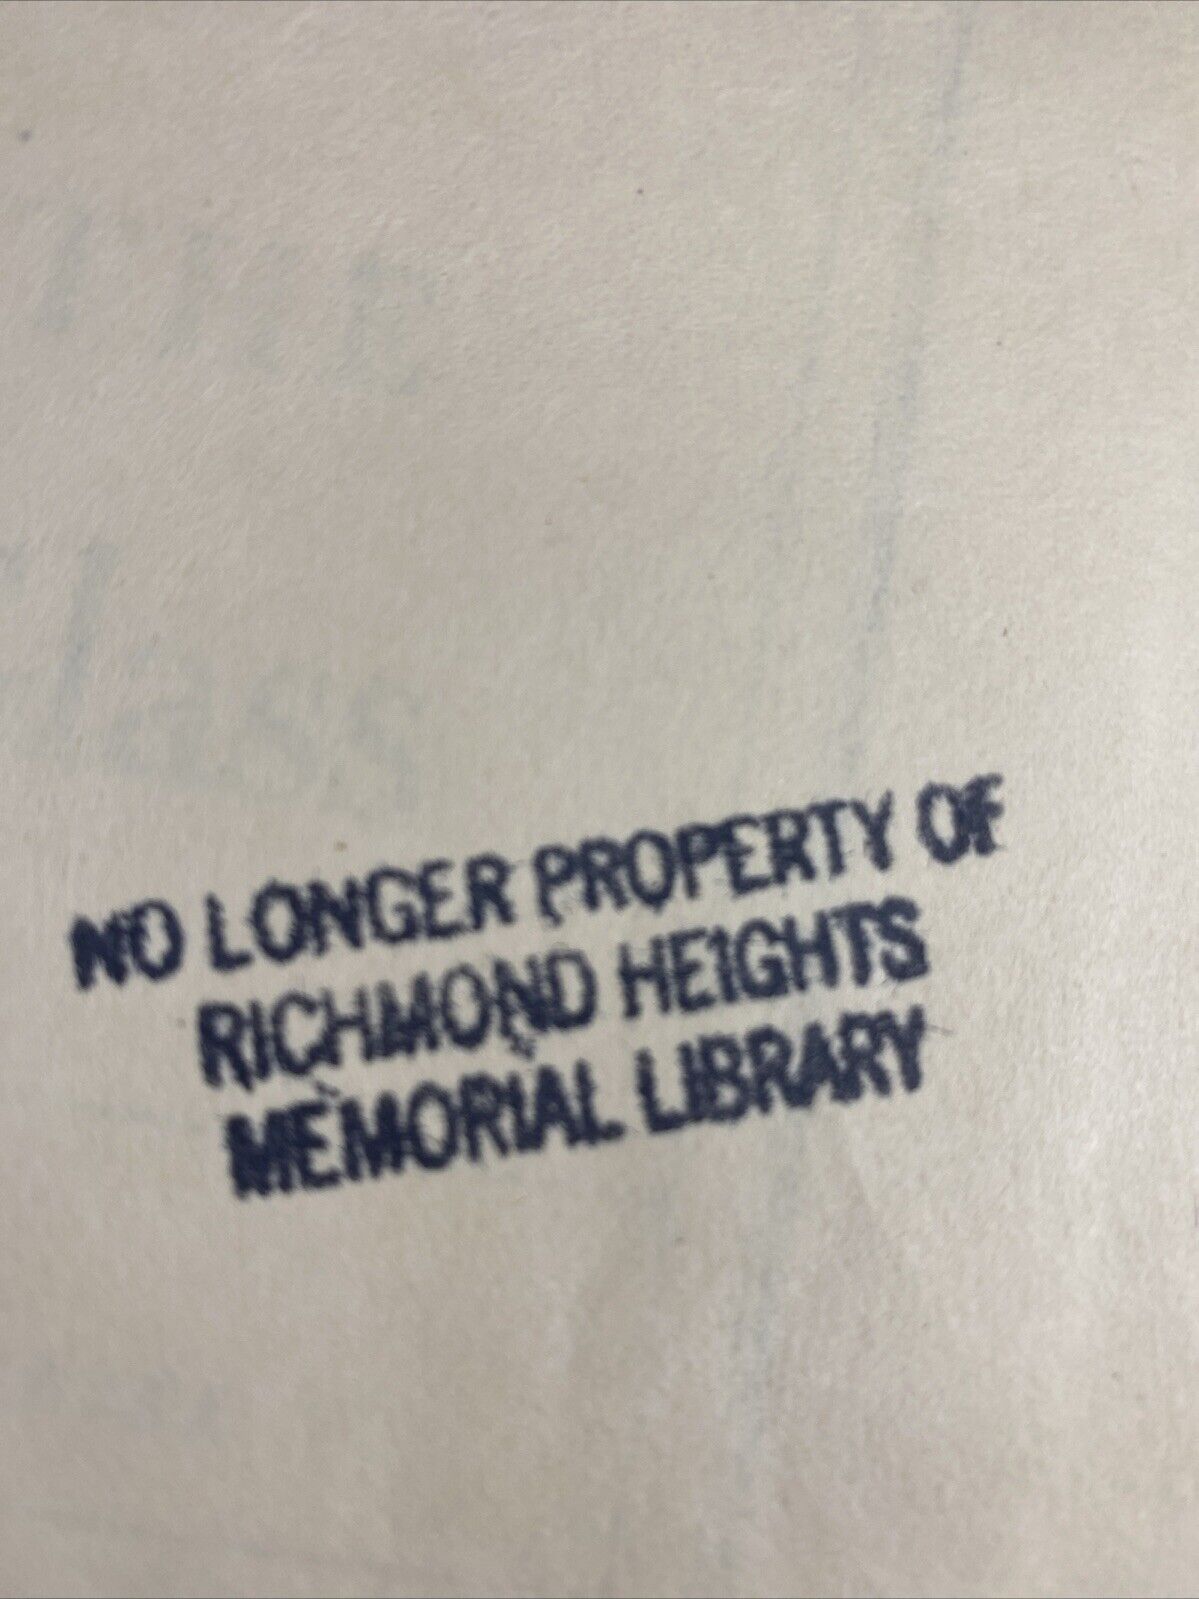 NO LONGER PROPERTY OF
RICHMOND HEIGHTS
MEMORIAL LIBRARY